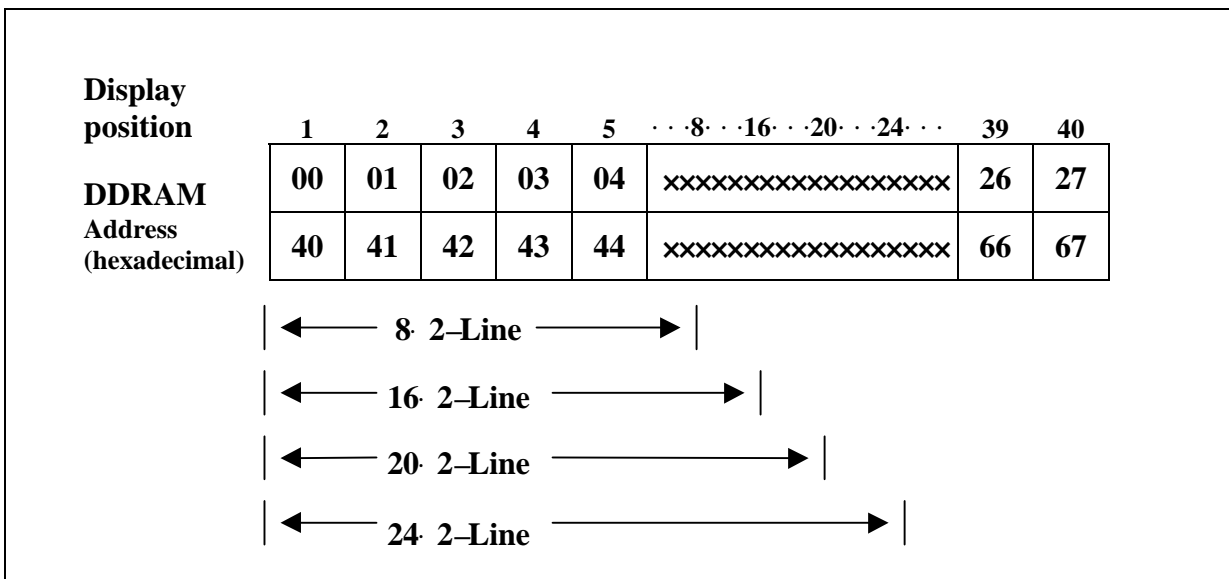 Display
position 1 2 3 4 5 · · ·8· · ·16· · ·20· · ·24· · · 39 40
DDRAM 00 01 02 03 04 ×××××××××××××××××× 26 27
Address
(hexadecimal) 40 41 42 43 44 ×××××××××××××××××× 66 67
8· 2–Line
16· 2–Line
20· 2–Line
24· 2–Line